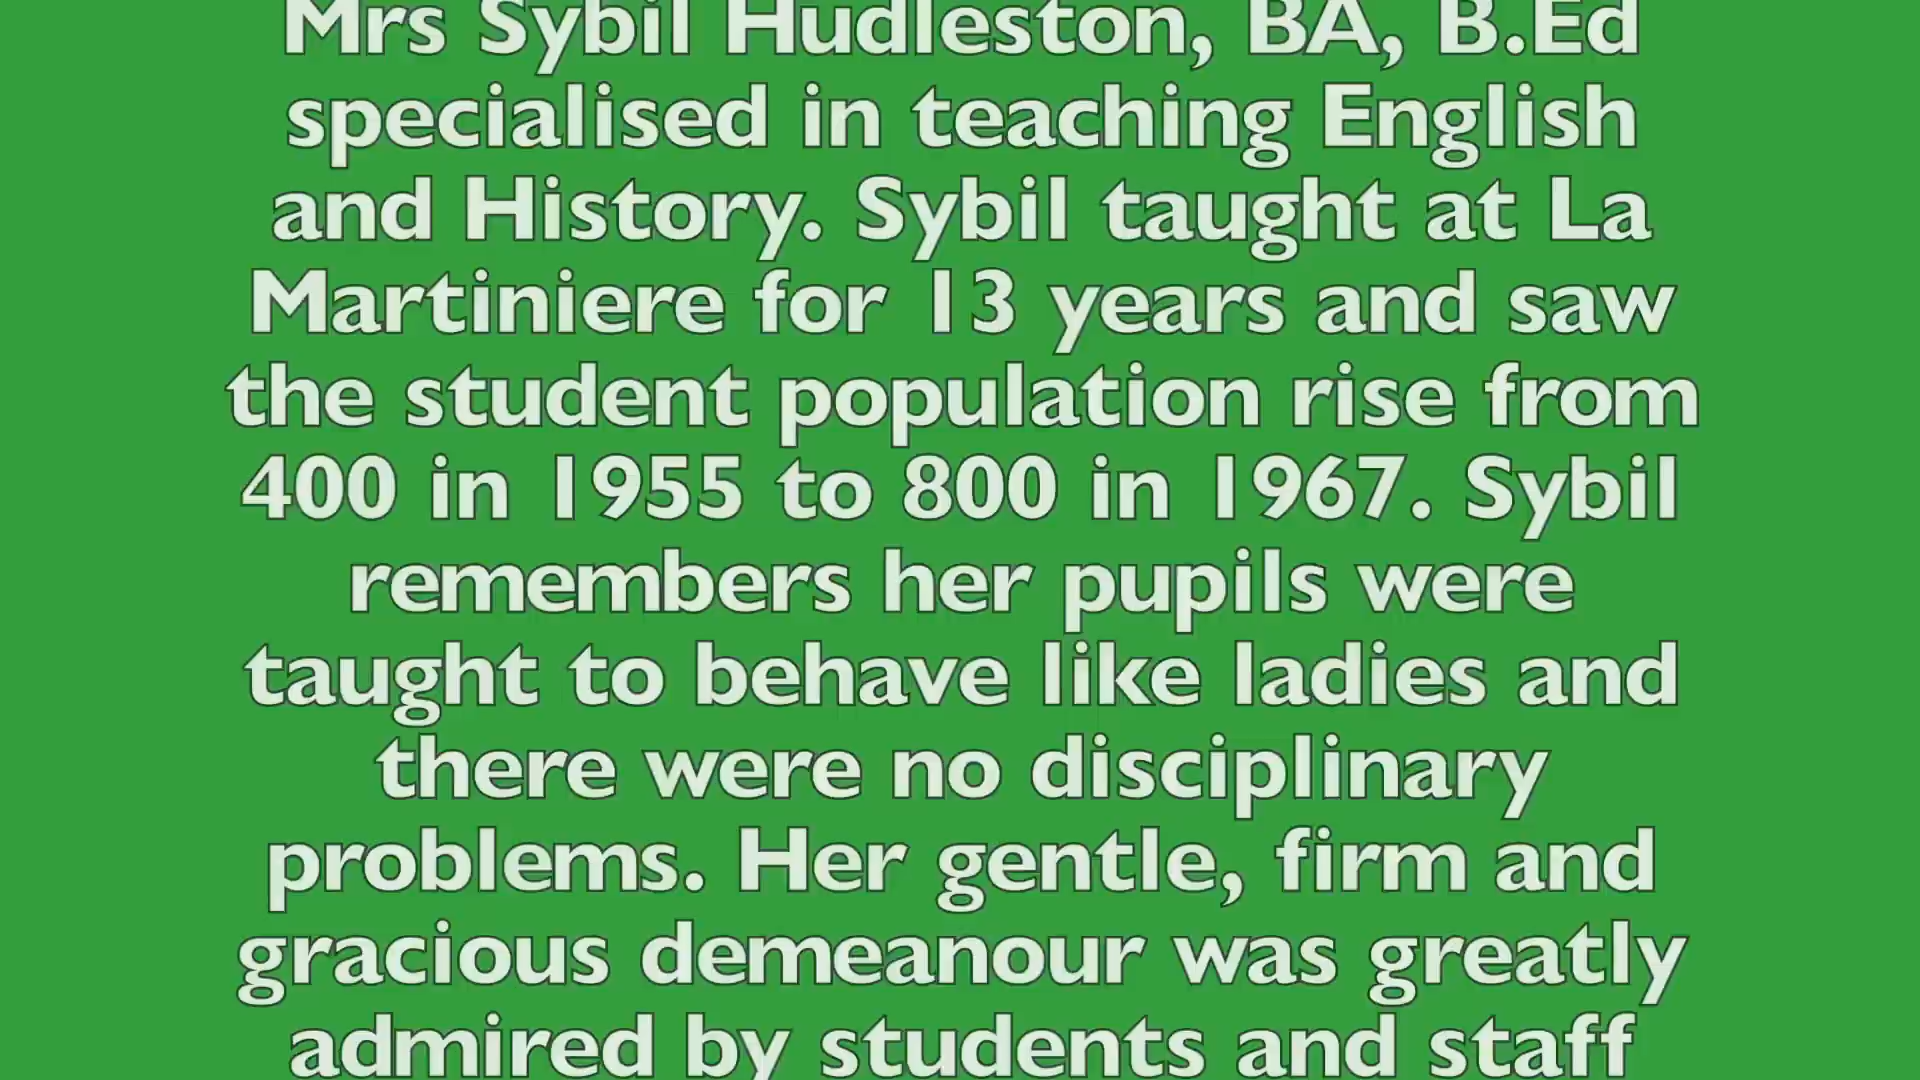 Mrs Sybil Hudleston, BA, B.Ed
specialised in teaching English
and History. Sybil taught at La
Martiniere for 13 years and saw
the student population rise from
400 in 1955 to 800 in 1967. Sybil
remembers her pupils were
taught to behave like ladies and
there were no disciplinary
problems. Her gentle, firm and
gracious demeanour was greatly
admired by students and staff